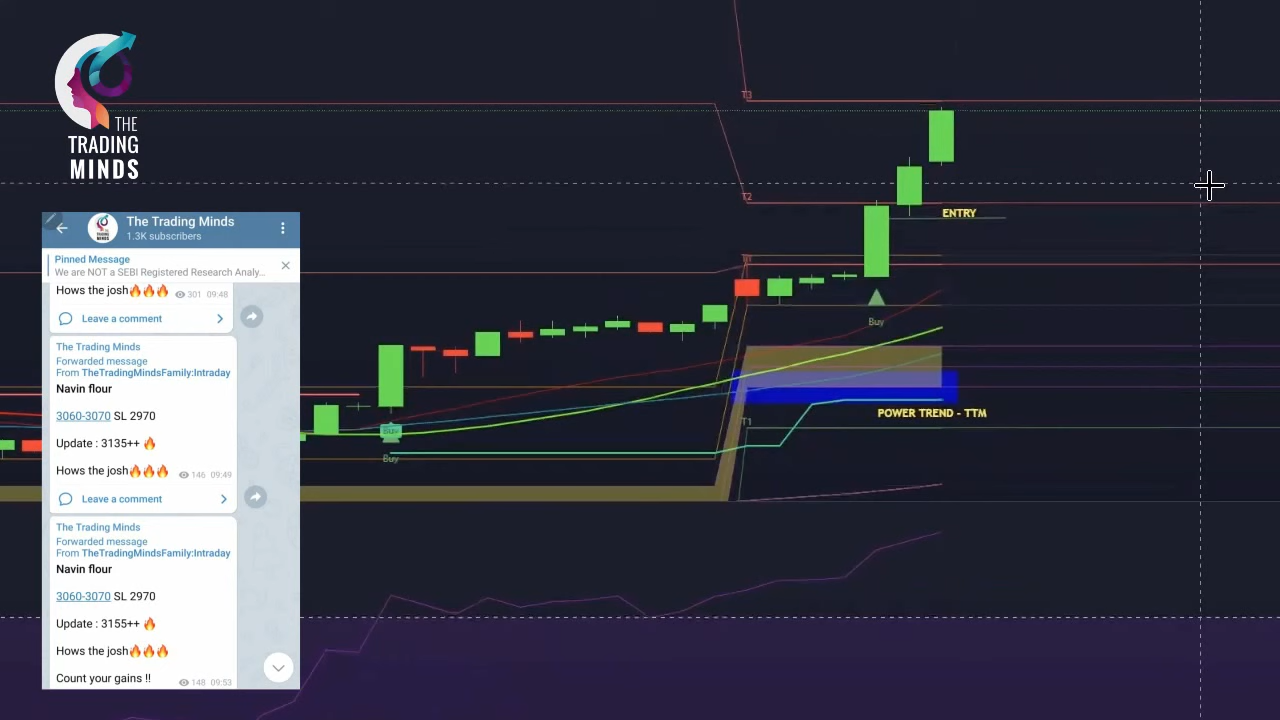 THE
TRADING
MINDS
The Trading Minds
1.3K subscribers
Pinned Message
We are NOT a SEBI Registered Research Analy...
Hows the josh🔥🔥🔥 301 09:48
Leave a comment
The Trading Minds
Forwarded message
From TheTradingMindsFamily:Intraday
Navin flour
3060-3070 SL 2970
Update : 3135++ 🔥
Hows the josh🔥🔥🔥 146 09:49
Leave a comment
The Trading Minds
Forwarded message
From TheTradingMindsFamily:Intraday
Navin flour
3060-3070 SL 2970
Update : 3155++ 🔥
Hows the josh🔥🔥🔥
Count your gains !! 148 09:53
T3
T2
ENTRY
Buy
POWER TREND - TTM
T1
Buy